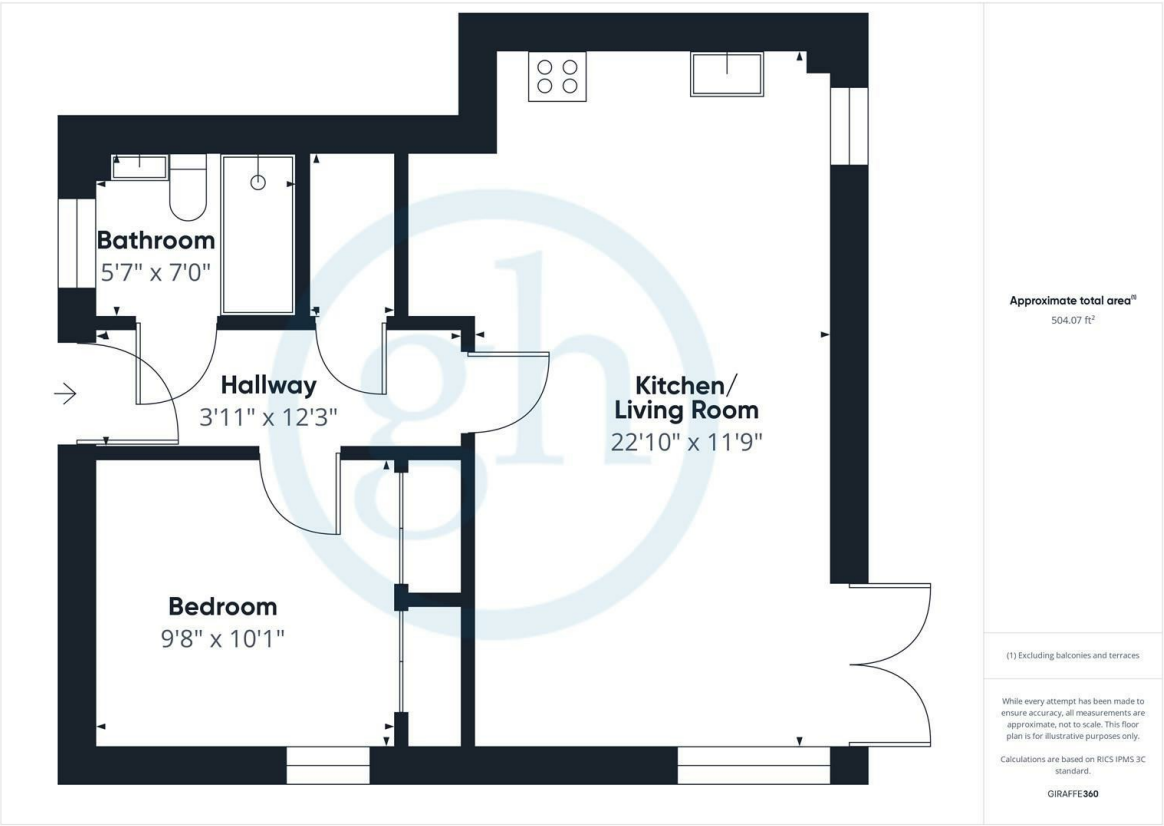 Bathroom
5'7" x 7'0"
Hallway
3'11" x 12'3"
Kitchen/
Living Room
22'10" x 11'9"
Bedroom
9'8" x 10'1"
gh
Approximate total area⁽¹⁾
504.07 ft²
(1) Excluding balconies and terraces
While every attempt has been made to
ensure accuracy, all measurements are
approximate, not to scale. This floor
plan is for illustrative purposes only.
Calculations are based on RICS IPMS 3C
standard.
GIRAFFE360